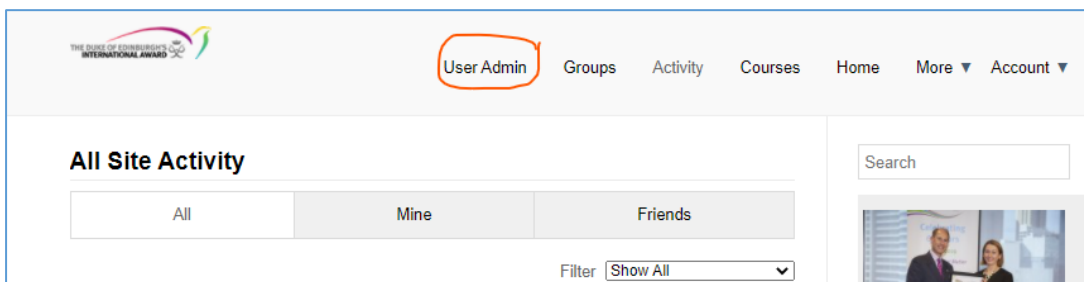 THE DUKE OF EDINBURGH'S
INTERNATIONAL AWARD
User Admin Groups Activity Courses Home More ▼ Account ▼
All Site Activity
Search
All Mine Friends
Filter Show All